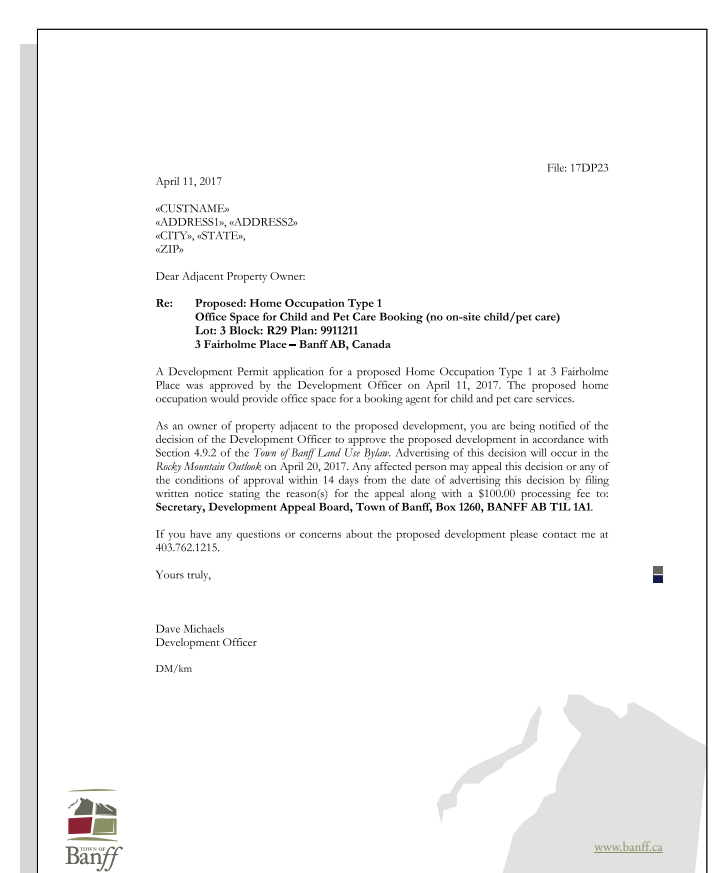 File: 17DP23
April 11, 2017
«CUSTNAME»
«ADDRESS1», «ADDRESS2»
«CITY», «STATE»,
«ZIP»
Dear Adjacent Property Owner:
Re: Proposed: Home Occupation Type 1
Office Space for Child and Pet Care Booking (no on-site child/pet care)
Lot: 3 Block: R29 Plan: 9911211
3 Fairholme Place – Banff AB, Canada
A Development Permit application for a proposed Home Occupation Type 1 at 3 Fairholme
Place was approved by the Development Officer on April 11, 2017. The proposed home
occupation would provide office space for a booking agent for child and pet care services.
As an owner of property adjacent to the proposed development, you are being notified of the
decision of the Development Officer to approve the proposed development in accordance with
Section 4.9.2 of the Town of Banff Land Use Bylaw. Advertising of this decision will occur in the
Rocky Mountain Outlook on April 20, 2017. Any affected person may appeal this decision or any of
the conditions of approval within 14 days from the date of advertising this decision by filing
written notice stating the reason(s) for the appeal along with a $100.00 processing fee to:
Secretary, Development Appeal Board, Town of Banff, Box 1260, BANFF AB T1L 1A1.
If you have any questions or concerns about the proposed development please contact me at
403.762.1215.
Yours truly,
Dave Michaels
Development Officer
DM/km
TOWN OF
Banff
www.banff.ca